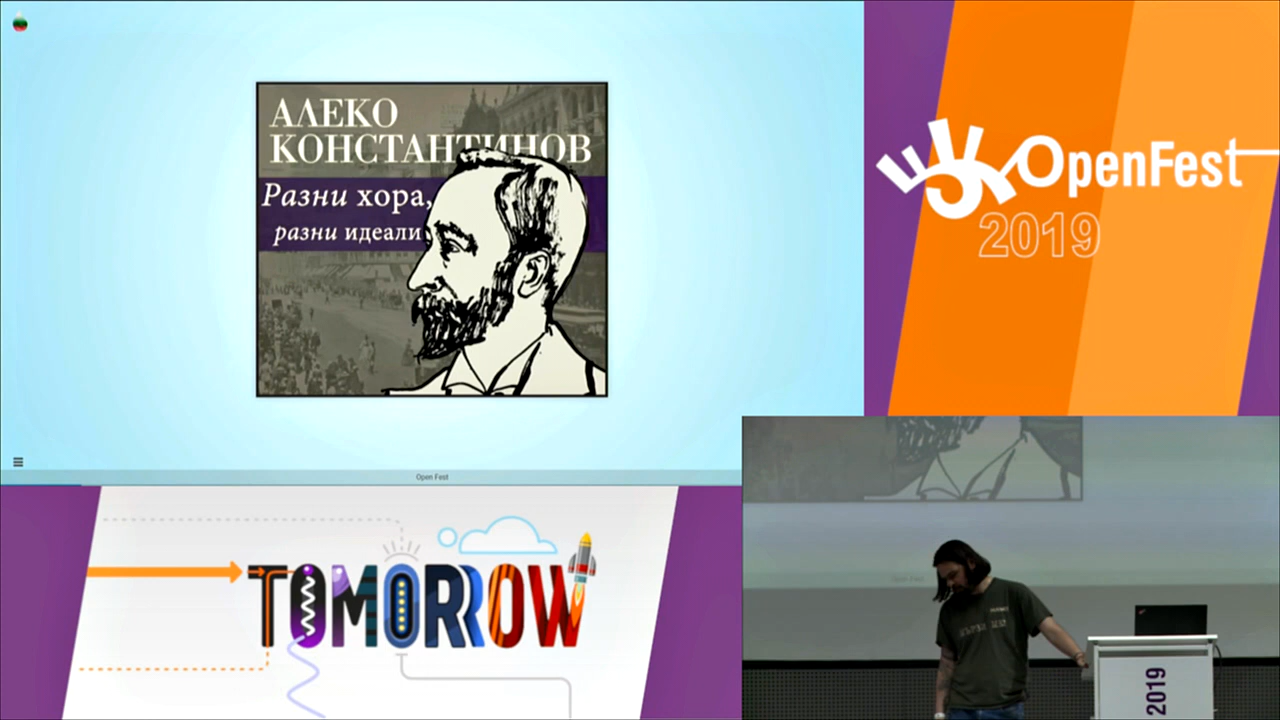 АЛЕКО
КОНСТАНТИНОВ
Разни хора,
разни идеали
Open Fest
OpenFest
2019
TOMORROW
2019